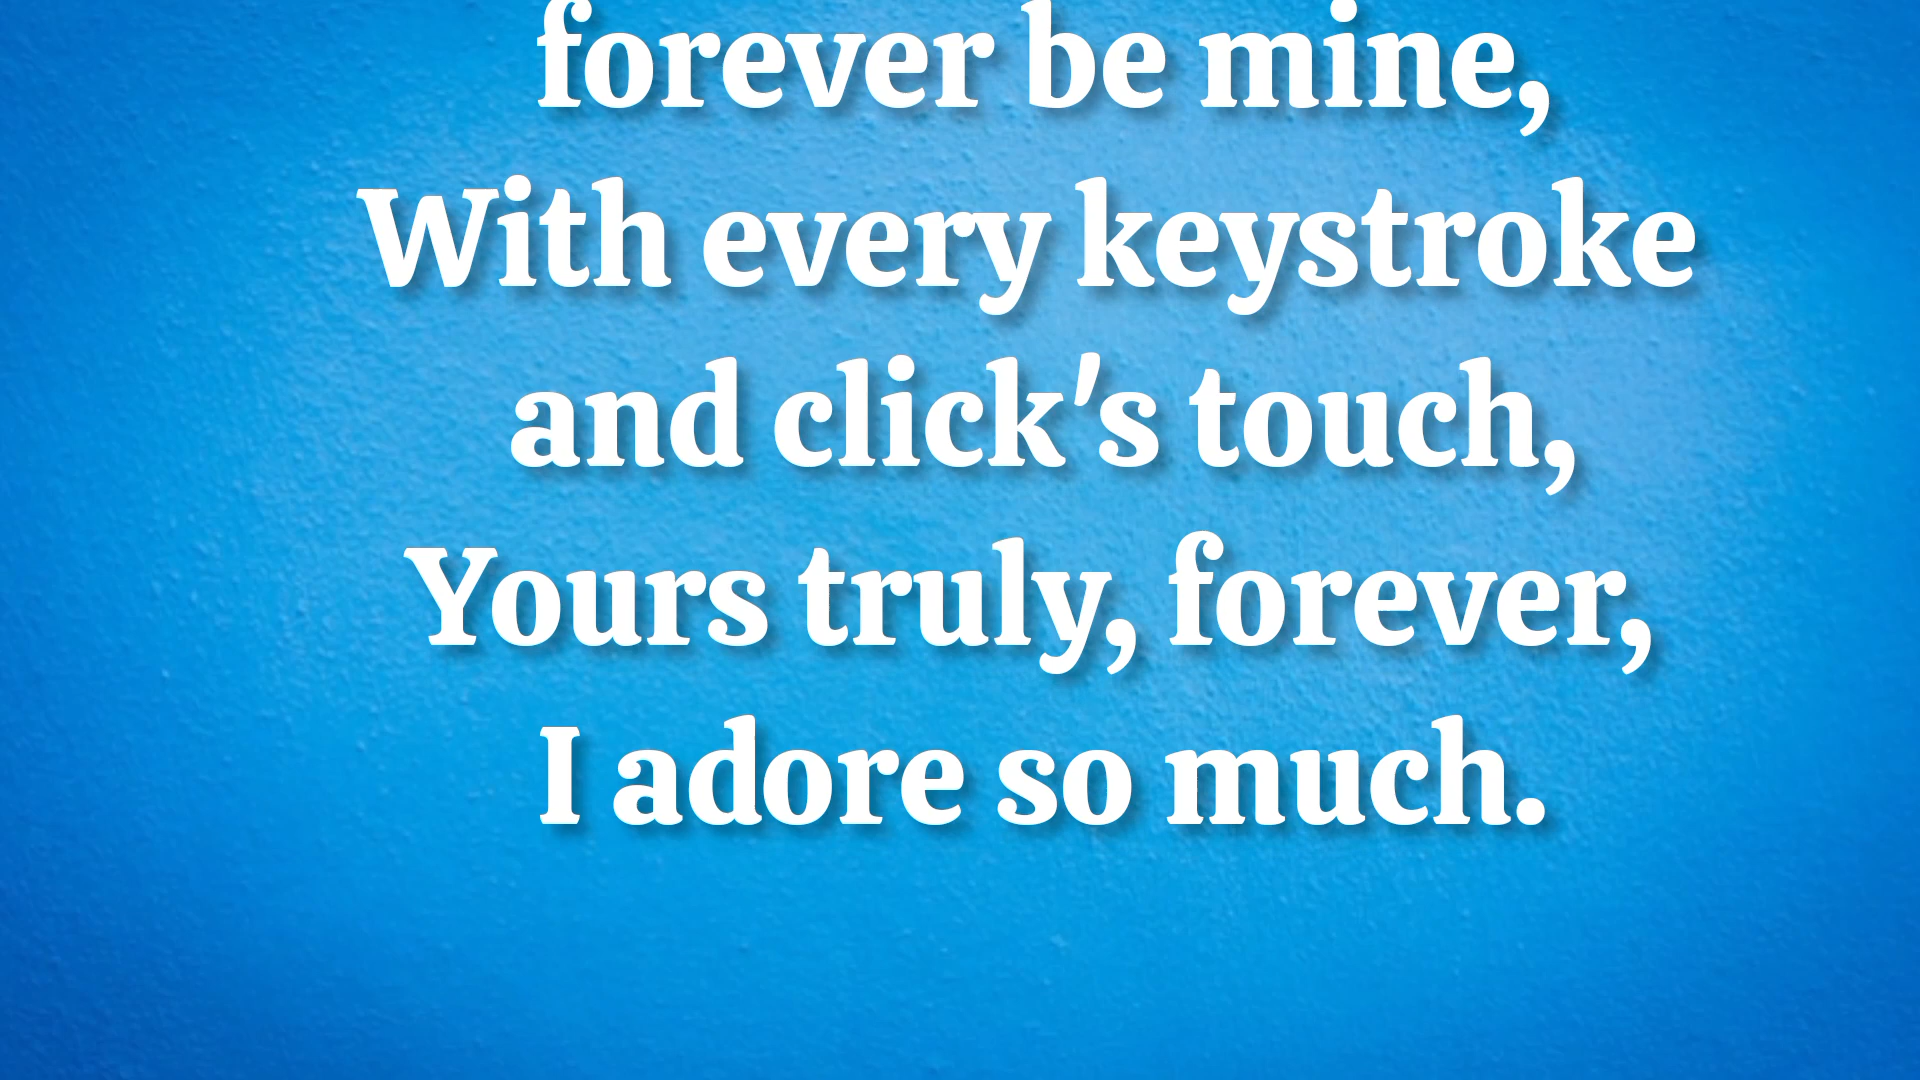 forever be mine,
With every keystroke
and click's touch,
Yours truly, forever,
I adore so much.